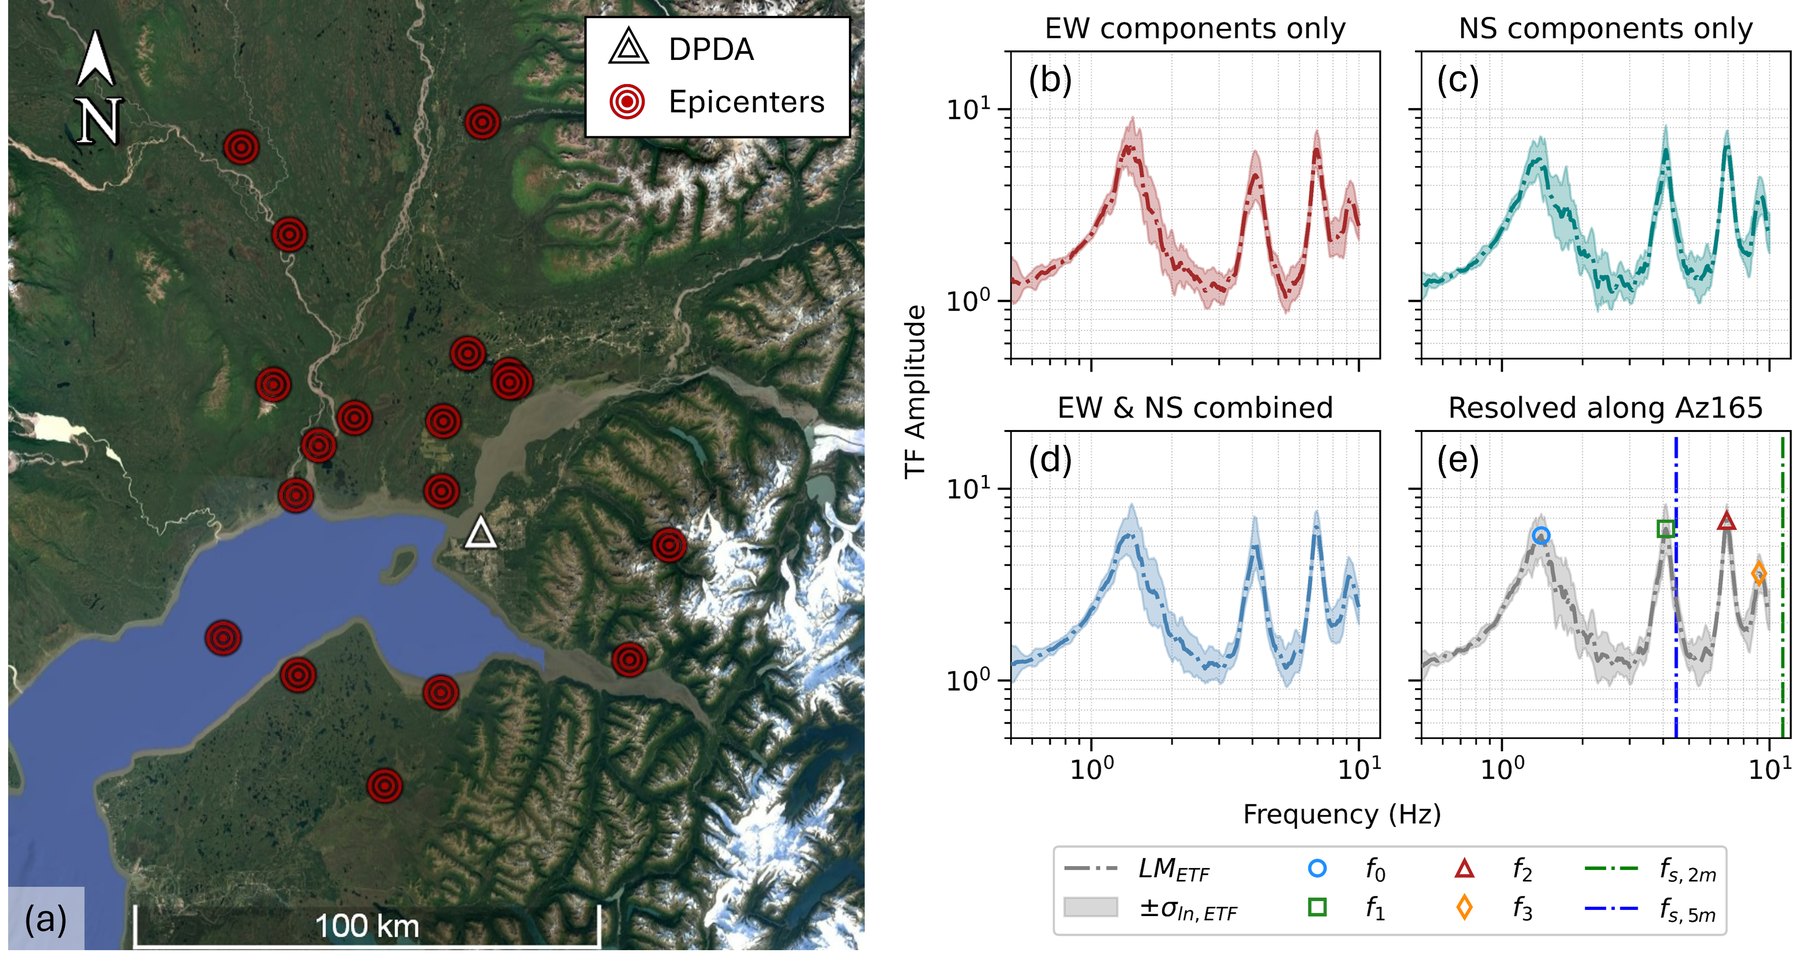 N
DPDA
Epicenters
(a)
100 km
EW components only
NS components only
(b)
(c)
10¹
10⁰
EW & NS combined
Resolved along Az165
(d)
(e)
10¹
10⁰
10⁰
10¹
10⁰
10¹
TF Amplitude
Frequency (Hz)
LM_ETF
f₀
f₂
f_s, 2m
±σ_ln, ETF
f₁
f₃
f_s, 5m